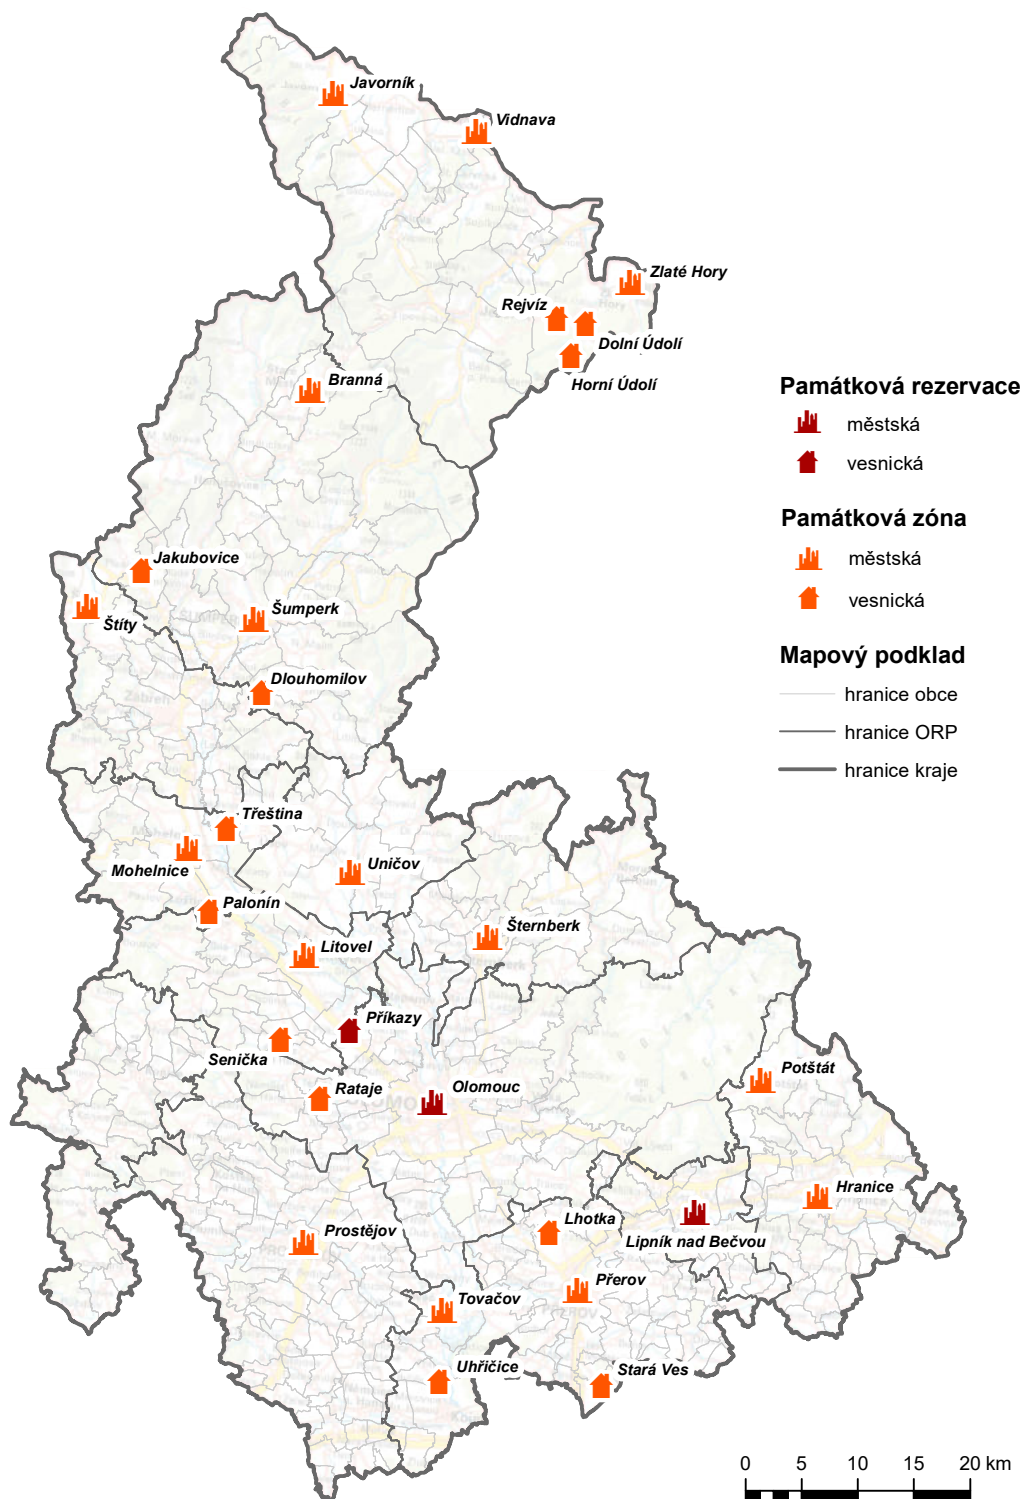 Javorník
Vidnava
Zlaté Hory
Rejvíz
Dolní Údolí
Horní Údolí
Branná
Památková rezervace
městská
vesnická
Památková zóna
městská
vesnická
Mapový podklad
hranice obce
hranice ORP
hranice kraje
Jakubovice
Štíty
Šumperk
Dlouhomilov
Třeština
Mohelnice
Uničov
Palonín
Litovel
Šternberk
Příkazy
Senička
Rataje
Olomouc
Potštát
Hranice
Lhotka
Lipník nad Bečvou
Prostějov
Přerov
Tovačov
Uhřičice
Stará Ves
0 5 10 15 20 km